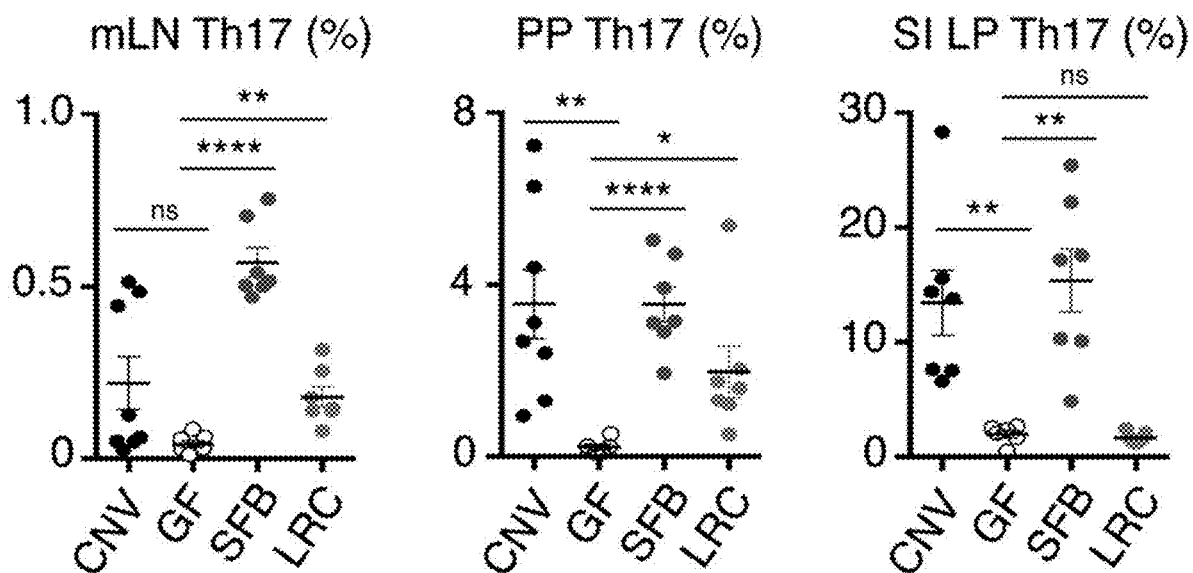 mLN Th17 (%)
1.0
0.5
0
**
****
ns
CNV
GF
SFB
LRC
PP Th17 (%)
8
4
0
**
*
****
CNV
GF
SFB
LRC
SI LP Th17 (%)
30
20
10
0
ns
**
**
CNV
GF
SFB
LRC